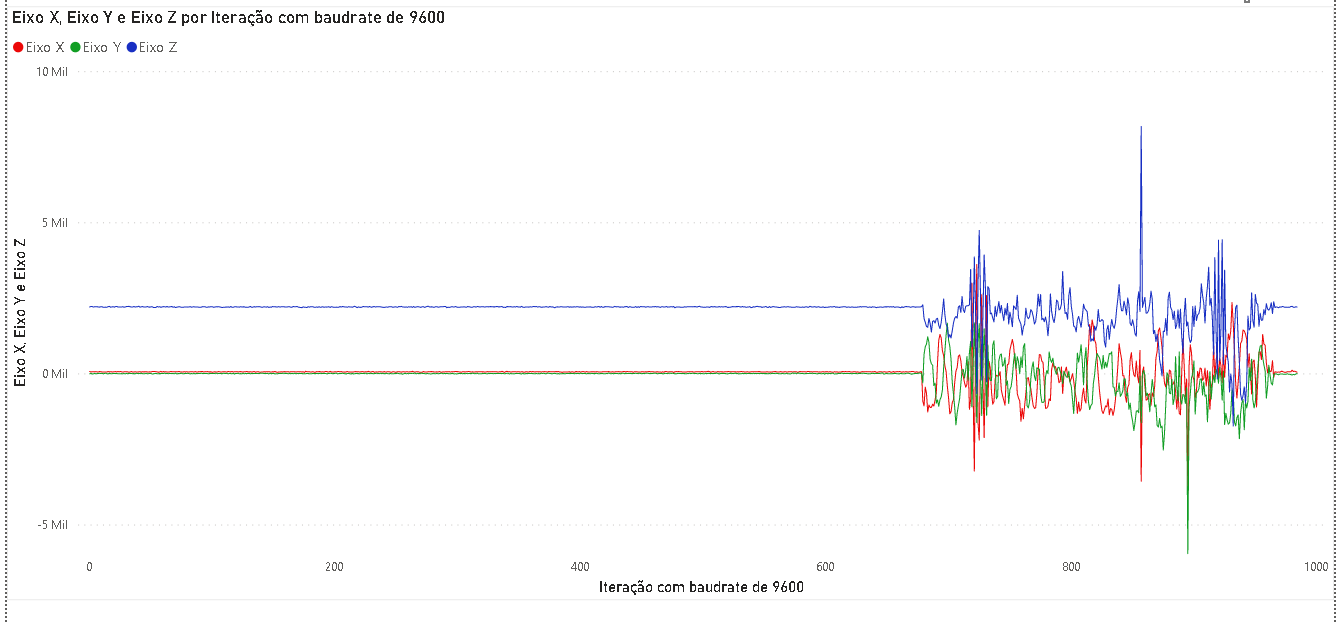 Eixo X, Eixo Y e Eixo Z por Iteração com baudrate de 9600
Eixo X Eixo Y Eixo Z
10 Mil
5 Mil
0 Mil
-5 Mil
Eixo X, Eixo Y e Eixo Z
0 200 400 600 800 1000
Iteração com baudrate de 9600